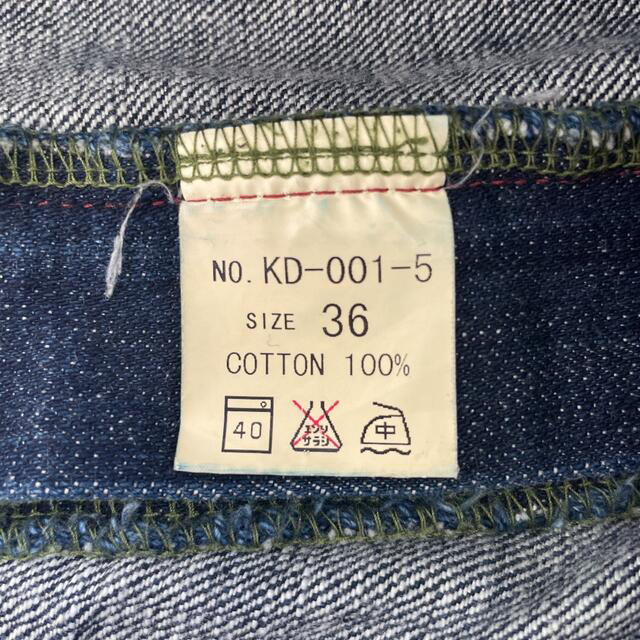 NO. KD-001-5
SIZE 36
COTTON 100%
40 エンソ サラシ 中